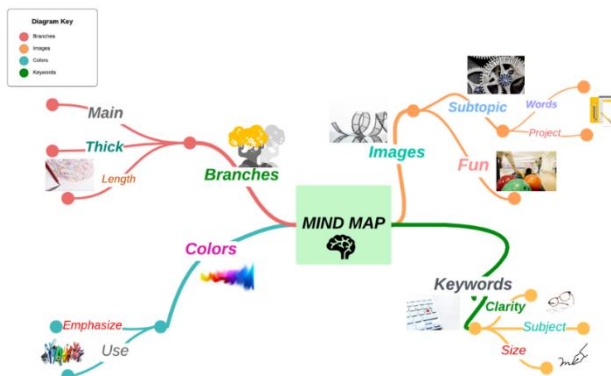 Diagram Key
Branches
Images
Colors
Keywords
MIND MAP
Branches
Main
Thick
Length
Images
Subtopic
Words
Project
Fun
Colors
Emphasize
Use
Keywords
Clarity
Subject
Size